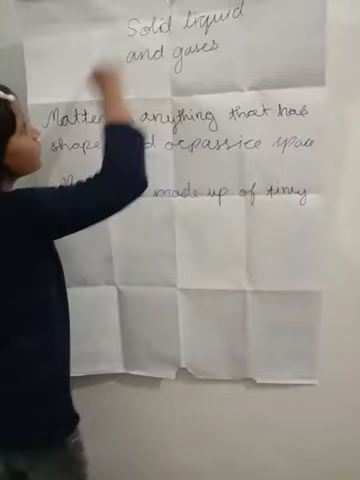 Solid liquid
and gases
Matter anything that has
shape ocpassice space
made up of tiny